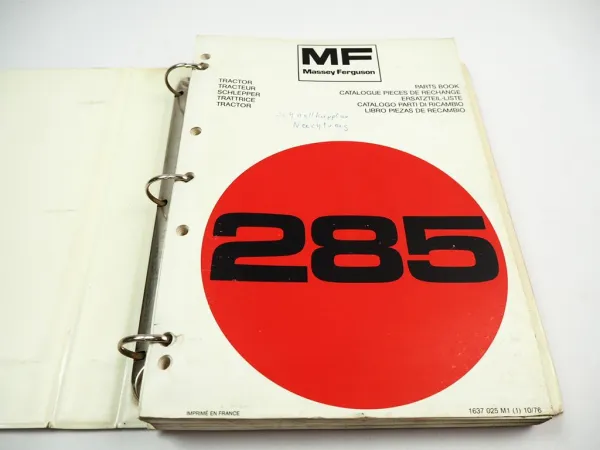 MF
Massey Ferguson
TRACTOR
TRACTEUR
SCHLEPPER
TRATTRICE
TRACTOR
PARTS BOOK
CATALOGUE PIECES DE RECHANGE
ERSATZTEIL-LISTE
CATALOGO PARTI DI RICAMBIO
LIBRO PIEZAS DE RECAMBIO
285
IMPRIMÉ EN FRANCE
1637 025 M1 (1) 10/76